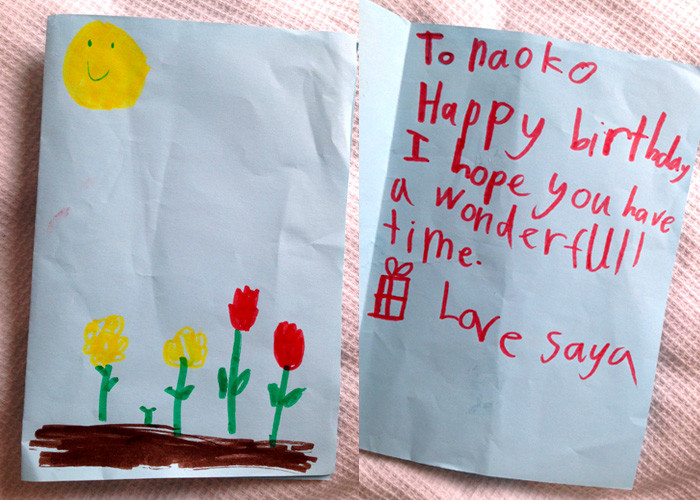 To naoko
Happy birthday
I hope you have
a wonderfull
time.
Love saya